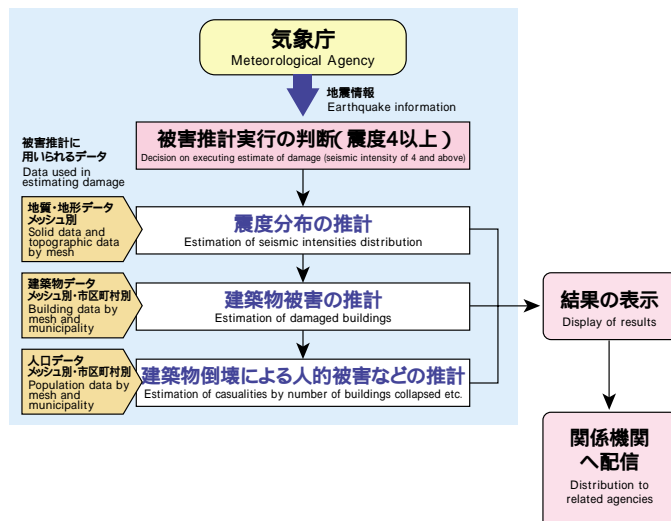 気象庁
Meteorological Agency
地震情報
Earthquake information
被害推計実行の判断(震度4以上)
Decision on executing estimate of damage (seismic intensity of 4 and above)
被害推計に
用いられるデータ
Data used in
estimating damage
地質・地形データ
メッシュ別
Solid data and
topographic data
by mesh
震度分布の推計
Estimation of seismic intensities distribution
建築物データ
メッシュ別・市区町村別
Building data by
mesh and
municipality
建築物被害の推計
Estimation of damaged buildings
人口データ
メッシュ別・市区町村別
Population data by
mesh and
municipality
建築物倒壊による人的被害などの推計
Estimation of casualities by number of buildings collapsed etc.
結果の表示
Display of results
関係機関
へ配信
Distribution to
related agencies